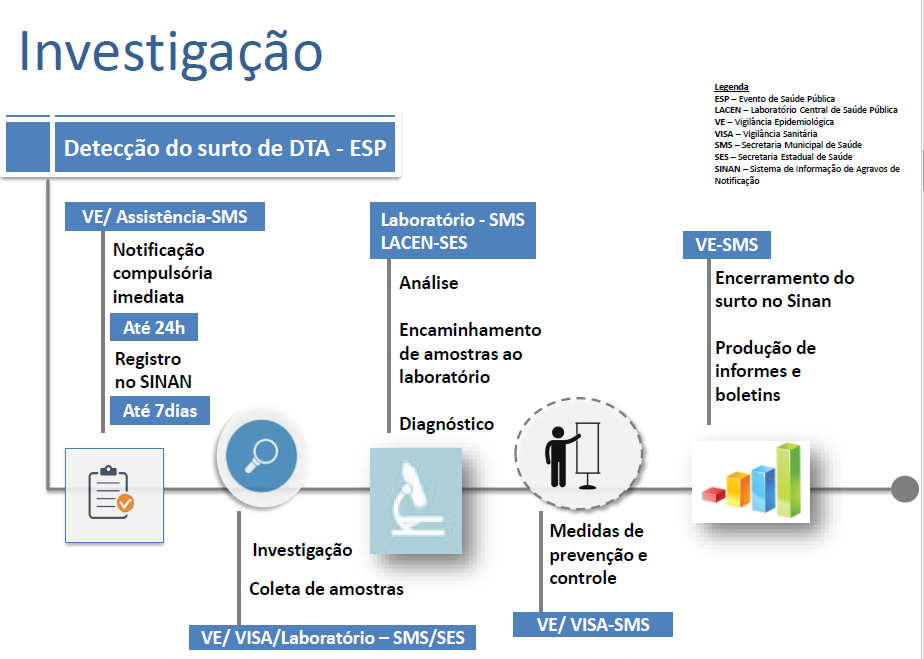 Investigação
Legenda
ESP – Evento de Saúde Pública
LACEN – Laboratório Central de Saúde Pública
VE – Vigilância Epidemiológica
VISA – Vigilância Sanitária
SMS – Secretaria Municipal de Saúde
SES – Secretaria Estadual de Saúde
SINAN – Sistema de Informação de Agravos de
Notificação
Detecção do surto de DTA - ESP
VE/ Assistência-SMS
Notificação
compulsória
imediata
Até 24h
Registro
no SINAN
Até 7dias
Investigação
Coleta de amostras
VE/ VISA/Laboratório – SMS/SES
Laboratório - SMS
LACEN-SES
Análise
Encaminhamento
de amostras ao
laboratório
Diagnóstico
Medidas de
prevenção e
controle
VE/ VISA-SMS
VE-SMS
Encerramento do
surto no Sinan
Produção de
informes e
boletins